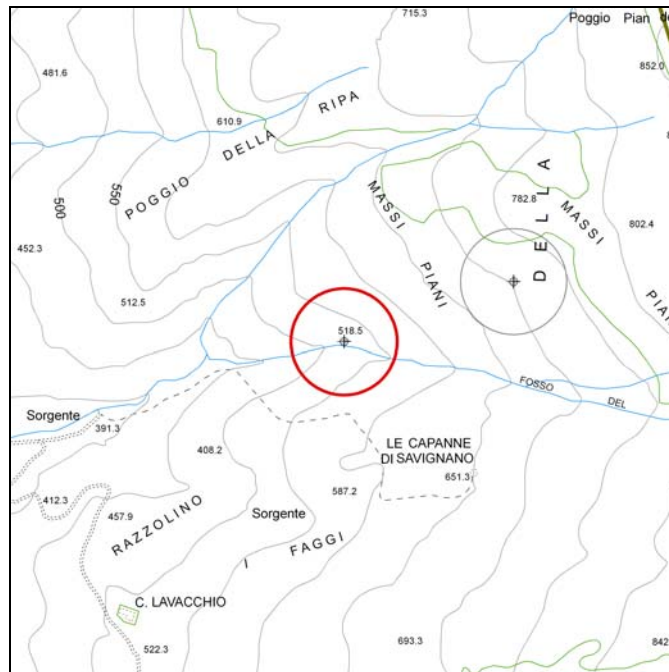 715.3
Poggio Pian de
852.0
481.6
610.9
POGGIO DELLA RIPA
500
550
452.3
512.5
MASSI PIANI
782.8
DELLA
MASSI
802.4
518.5
FOSSO DEL
Sorgente
391.3
408.2
LE CAPANNE
DI SAVIGNANO
651.3
412.3
457.9
587.2
RAZZOLINO
Sorgente
I FAGGI
C. LAVACCHIO
522.3
693.3
842